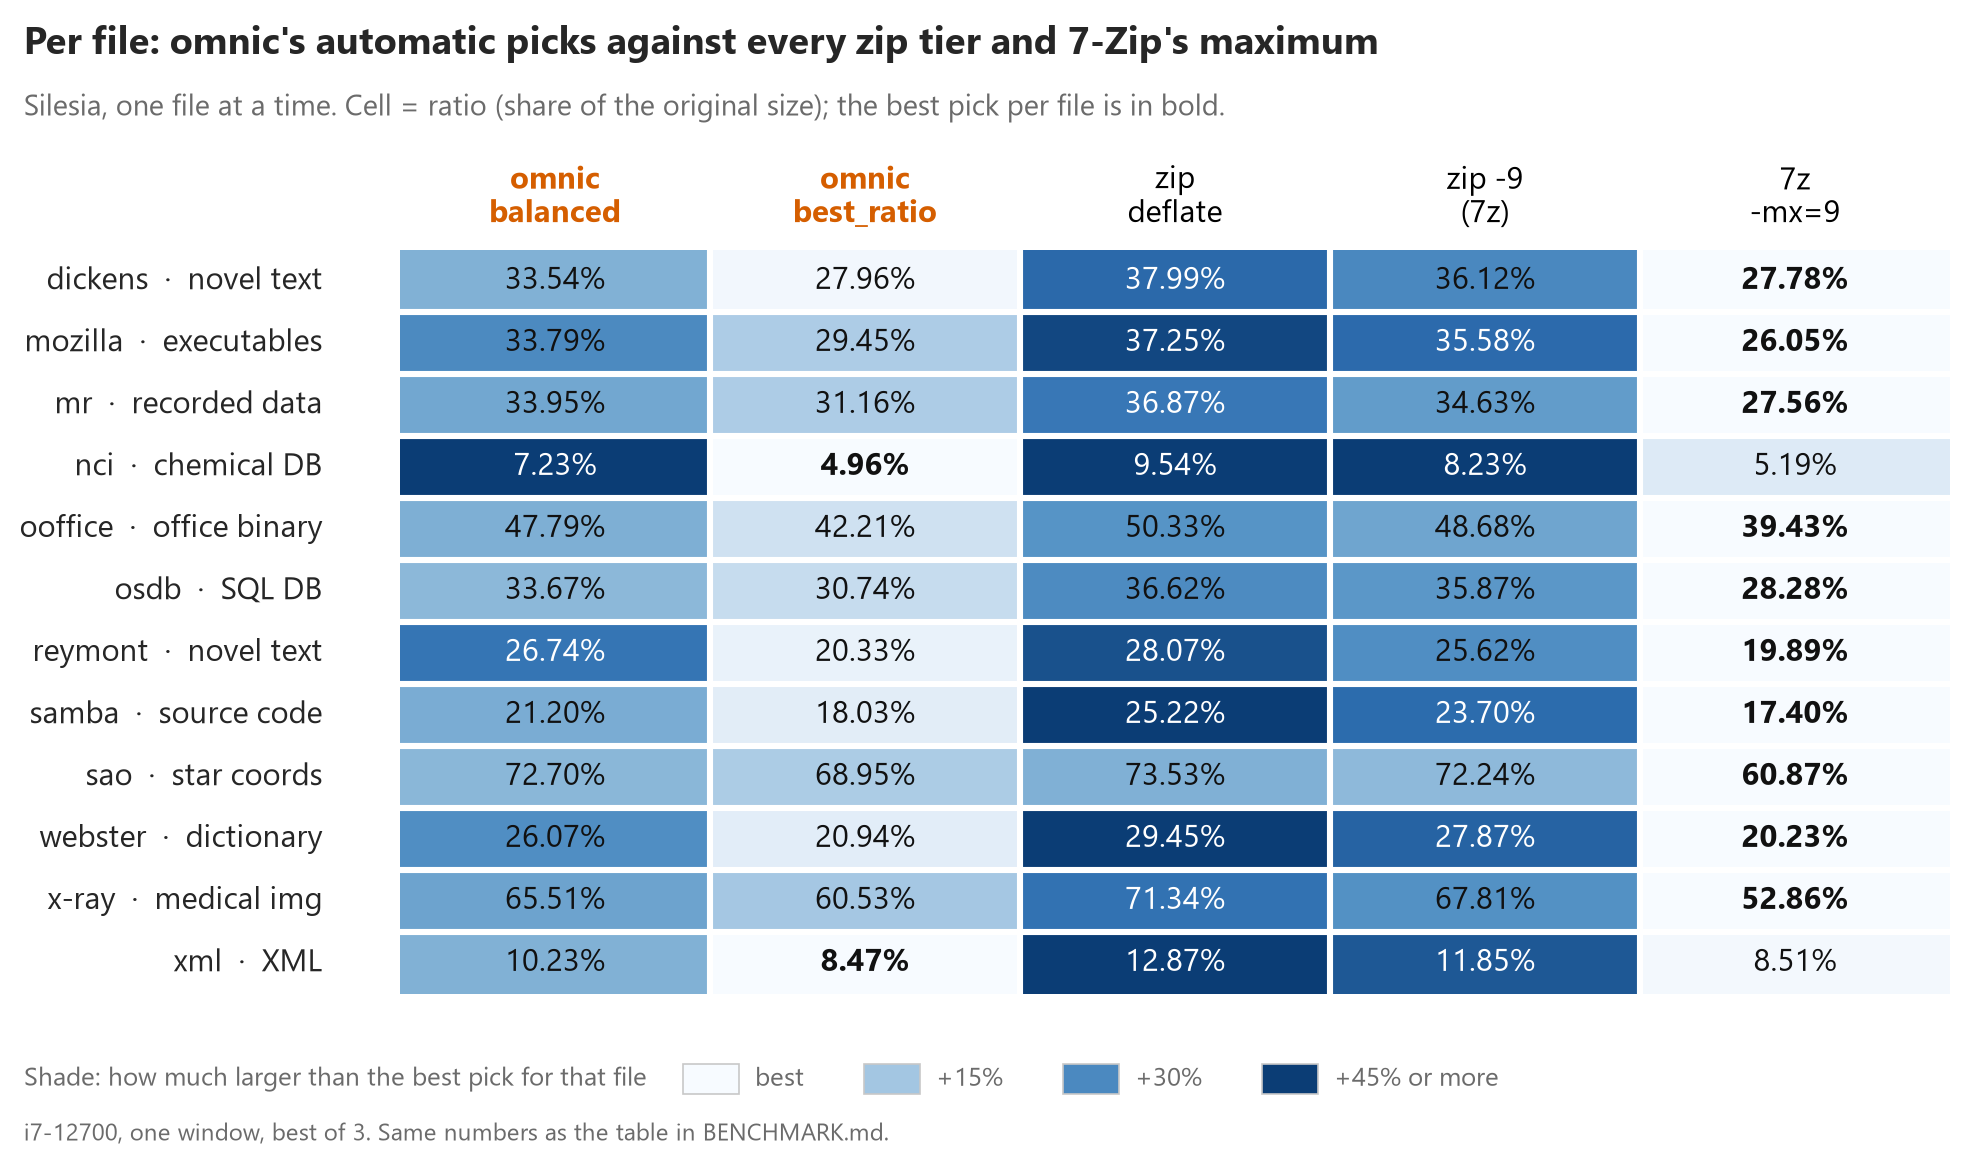 Per file: omnic's automatic picks against every zip tier and 7-Zip's maximum
Silesia, one file at a time. Cell = ratio (share of the original size); the best pick per file is in bold.
omnic balanced omnic best_ratio zip deflate zip -9 (7z) 7z -mx=9
dickens · novel text 33.54% 27.96% 37.99% 36.12% 27.78%
mozilla · executables 33.79% 29.45% 37.25% 35.58% 26.05%
mr · recorded data 33.95% 31.16% 36.87% 34.63% 27.56%
nci · chemical DB 7.23% 4.96% 9.54% 8.23% 5.19%
ooffice · office binary 47.79% 42.21% 50.33% 48.68% 39.43%
osdb · SQL DB 33.67% 30.74% 36.62% 35.87% 28.28%
reymont · novel text 26.74% 20.33% 28.07% 25.62% 19.89%
samba · source code 21.20% 18.03% 25.22% 23.70% 17.40%
sao · star coords 72.70% 68.95% 73.53% 72.24% 60.87%
webster · dictionary 26.07% 20.94% 29.45% 27.87% 20.23%
x-ray · medical img 65.51% 60.53% 71.34% 67.81% 52.86%
xml · XML 10.23% 8.47% 12.87% 11.85% 8.51%
Shade: how much larger than the best pick for that file best +15% +30% +45% or more
i7-12700, one window, best of 3. Same numbers as the table in BENCHMARK.md.